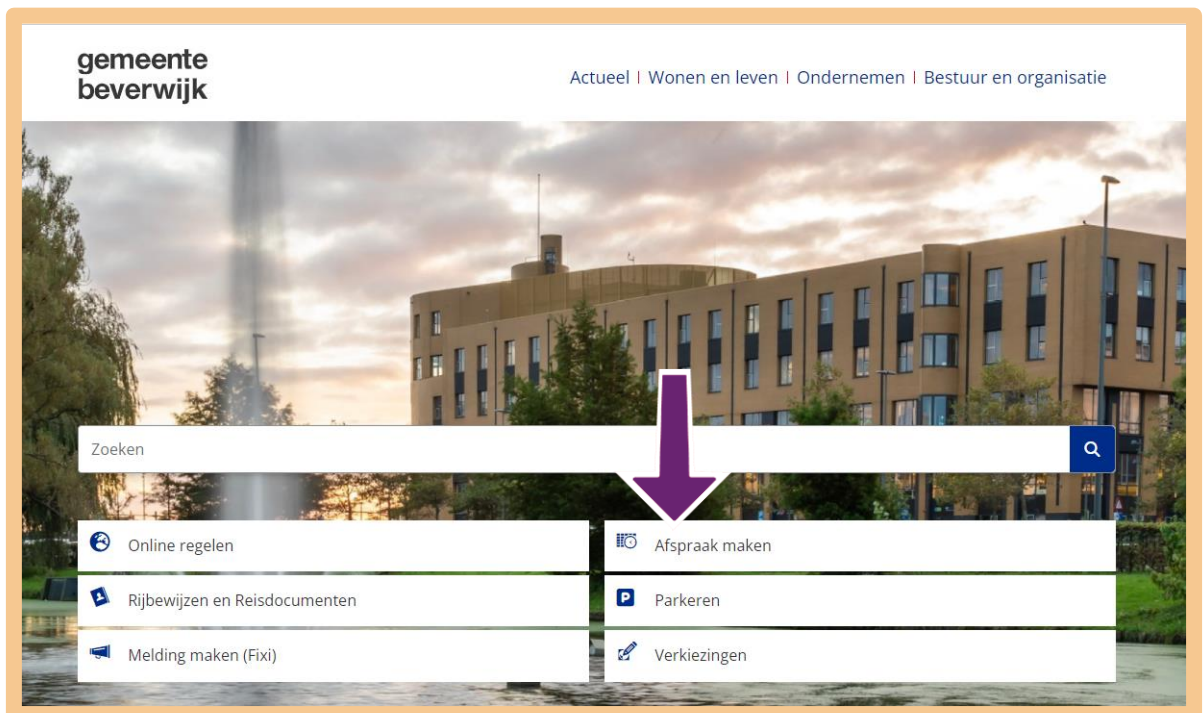 gemeente
beverwijk
Actueel | Wonen en leven | Ondernemen | Bestuur en organisatie
Zoeken
Online regelen
Afspraak maken
Rijbewijzen en Reisdocumenten
P Parkeren
Melding maken (Fixi)
Verkiezingen